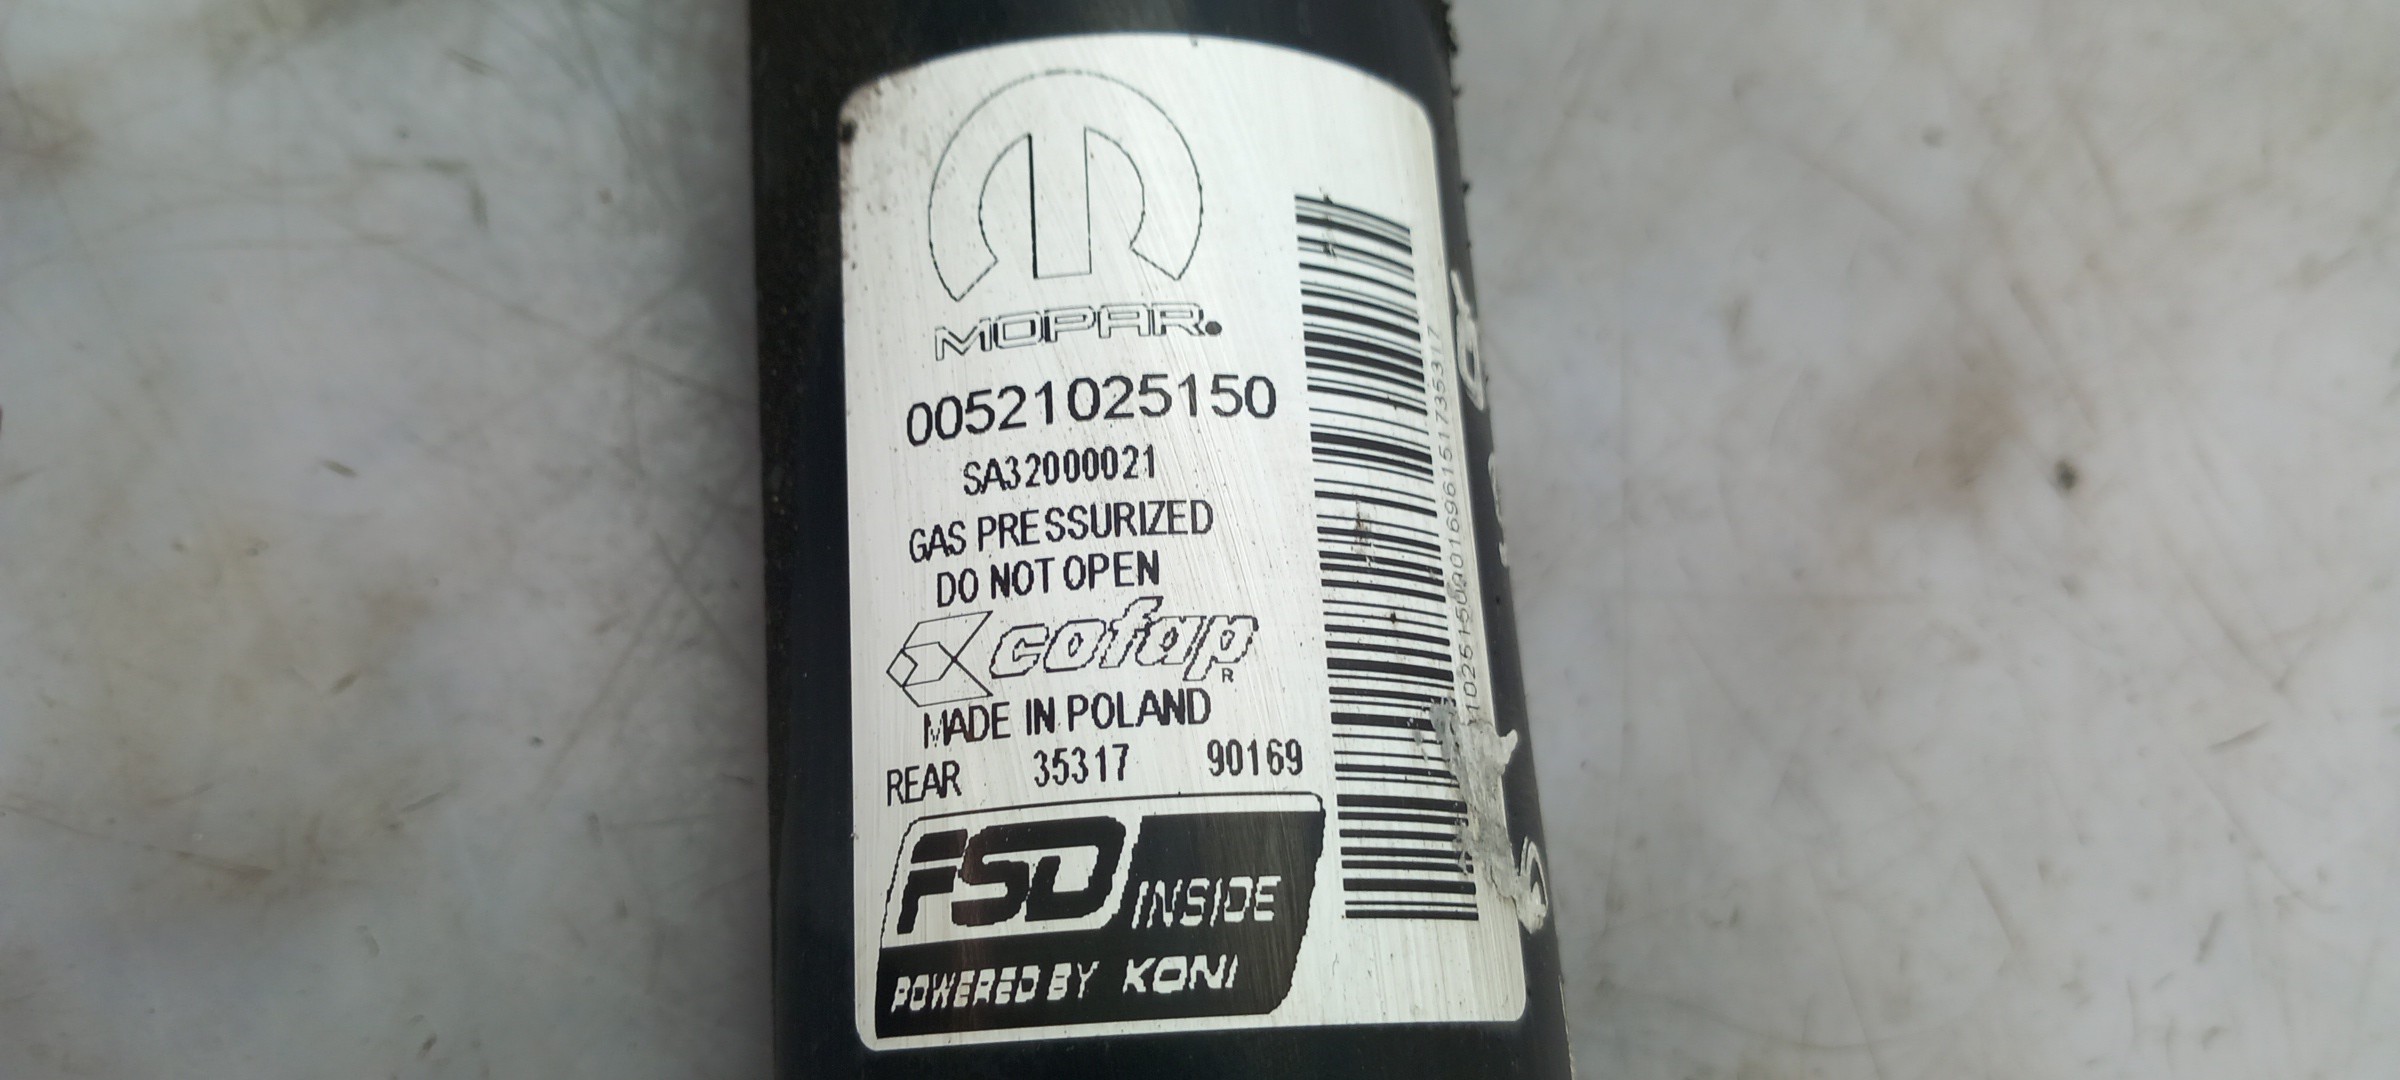 MOPAR
00521025150
SA32000021
GAS PRESSURIZED
DO NOT OPEN
cofap
R
MADE IN POLAND
REAR 35317 90169
FSD INSIDE
POWERED BY KONI